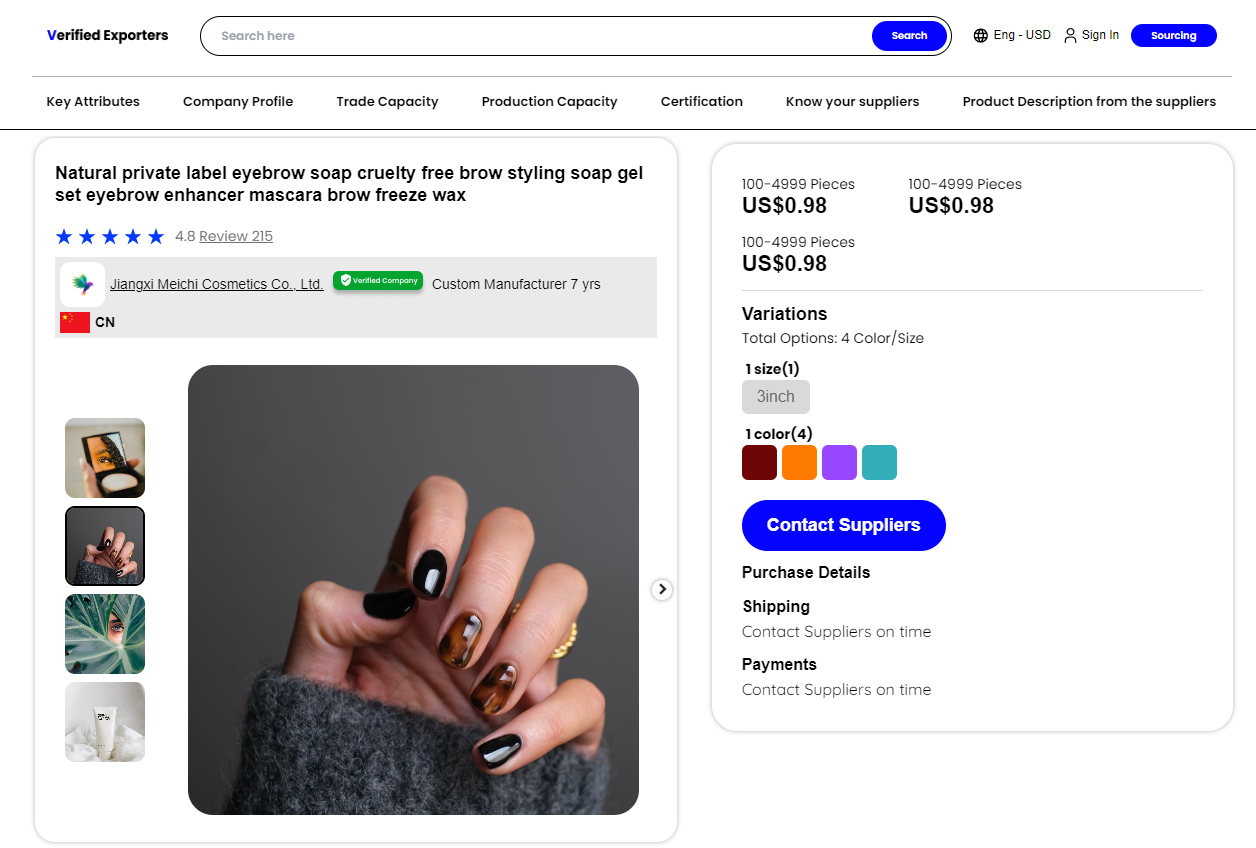 Verified Exporters
Search here
Search
Eng - USD
Sign In
Sourcing
Key Attributes
Company Profile
Trade Capacity
Production Capacity
Certification
Know your suppliers
Product Description from the suppliers
Natural private label eyebrow soap cruelty free brow styling soap gel
set eyebrow enhancer mascara brow freeze wax
4.8 Review 215
Jiangxi Meichi Cosmetics Co., Ltd.
Verified Company
Custom Manufacturer 7 yrs
CN
100-4999 Pieces
US$0.98
100-4999 Pieces
US$0.98
100-4999 Pieces
US$0.98
Variations
Total Options: 4 Color/Size
1 size(1)
3inch
1 color(4)
Contact Suppliers
Purchase Details
Shipping
Contact Suppliers on time
Payments
Contact Suppliers on time